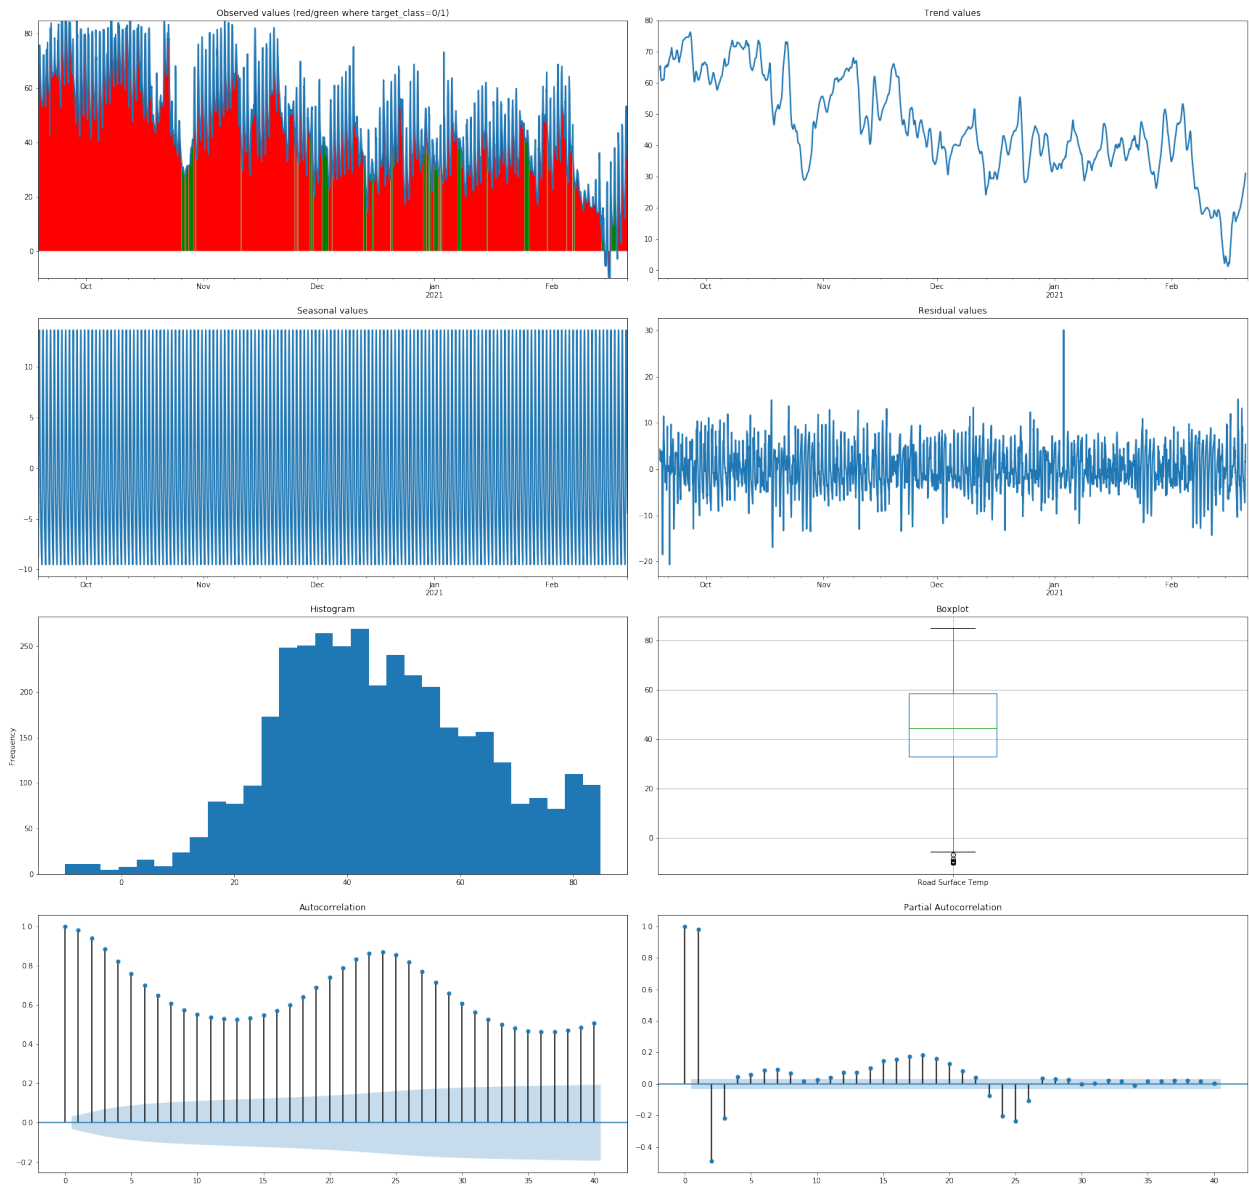 Observed values (red/green where target_class=0/1)
80
60
40
20
0
Oct
Nov
Dec
Jan
2021
Feb
Trend values
80
70
60
50
40
30
20
10
0
Oct
Nov
Dec
Jan
2021
Feb
Seasonal values
10
5
0
−5
−10
Oct
Nov
Dec
Jan
2021
Feb
Residual values
30
20
10
0
−10
−20
Oct
Nov
Dec
Jan
2021
Feb
Histogram
Frequency
250
200
150
100
50
0
0
20
40
60
80
Boxplot
80
60
40
20
0
Road Surface Temp
Autocorrelation
1.0
0.8
0.6
0.4
0.2
0.0
−0.2
0
5
10
15
20
25
30
35
40
Partial Autocorrelation
1.0
0.8
0.6
0.4
0.2
0.0
−0.2
−0.4
0
5
10
15
20
25
30
35
40